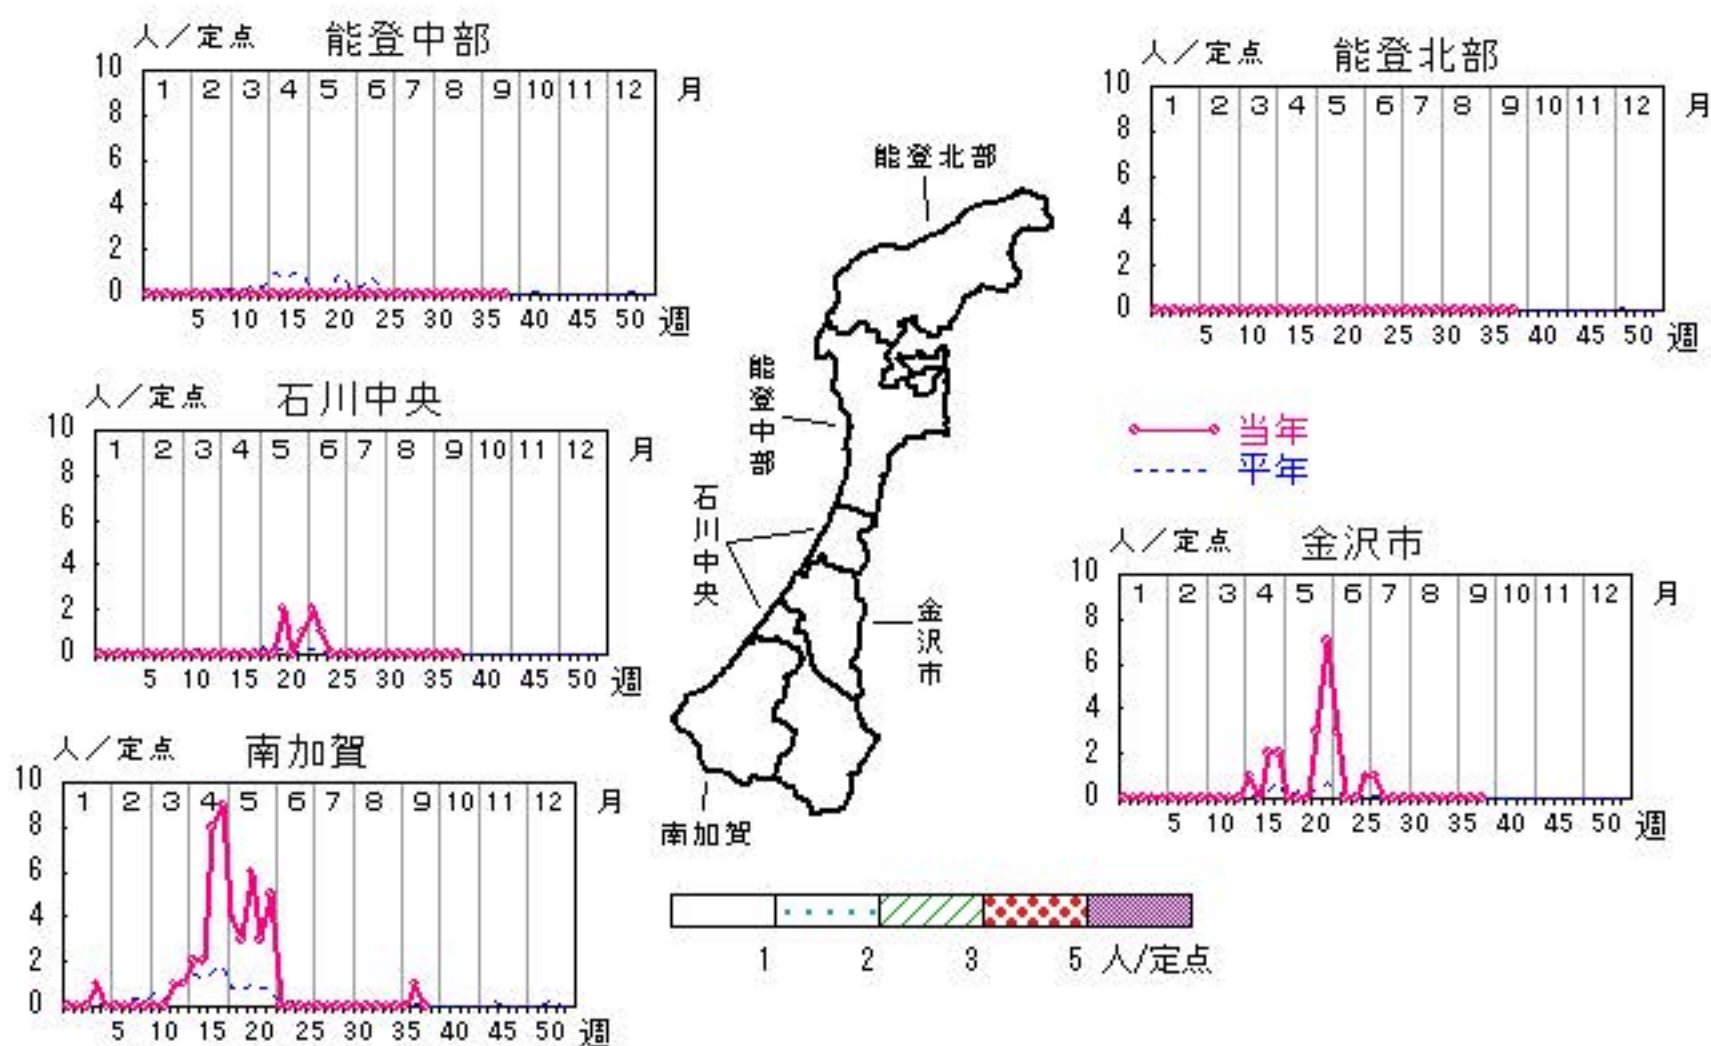 人／定点 能登中部
10 8 6 4 2 0
1 2 3 4 5 6 7 8 9 10 11 12 月
5 10 15 20 25 30 35 40 45 50 週
人／定点 能登北部
10 8 6 4 2 0
1 2 3 4 5 6 7 8 9 10 11 12 月
5 10 15 20 25 30 35 40 45 50 週
能登北部
能登中部
石川中央
金沢市
南加賀
人／定点 石川中央
10 8 6 4 2 0
1 2 3 4 5 6 7 8 9 10 11 12 月
5 10 15 20 25 30 35 40 45 50 週
当年
平年
人／定点 金沢市
10 8 6 4 2 0
1 2 3 4 5 6 7 8 9 10 11 12 月
5 10 15 20 25 30 35 40 45 50 週
人／定点 南加賀
10 8 6 4 2 0
1 2 3 4 5 6 7 8 9 10 11 12 月
5 10 15 20 25 30 35 40 45 50 週
1 2 3 5 人/定点